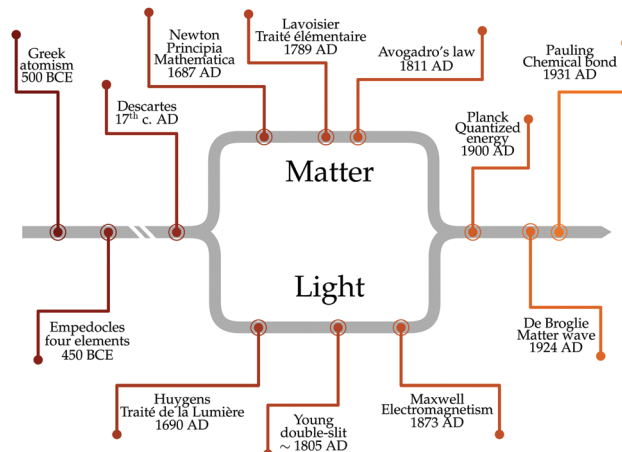 Greek
atomism
500 BCE
Descartes
17th c. AD
Newton
Principia
Mathematica
1687 AD
Lavoisier
Traité élémentaire
1789 AD
Avogadro's law
1811 AD
Planck
Quantized
energy
1900 AD
Pauling
Chemical bond
1931 AD
Matter
Light
Empedocles
four elements
450 BCE
Huygens
Traité de la Lumière
1690 AD
Young
double-slit
~ 1805 AD
Maxwell
Electromagnetism
1873 AD
De Broglie
Matter wave
1924 AD